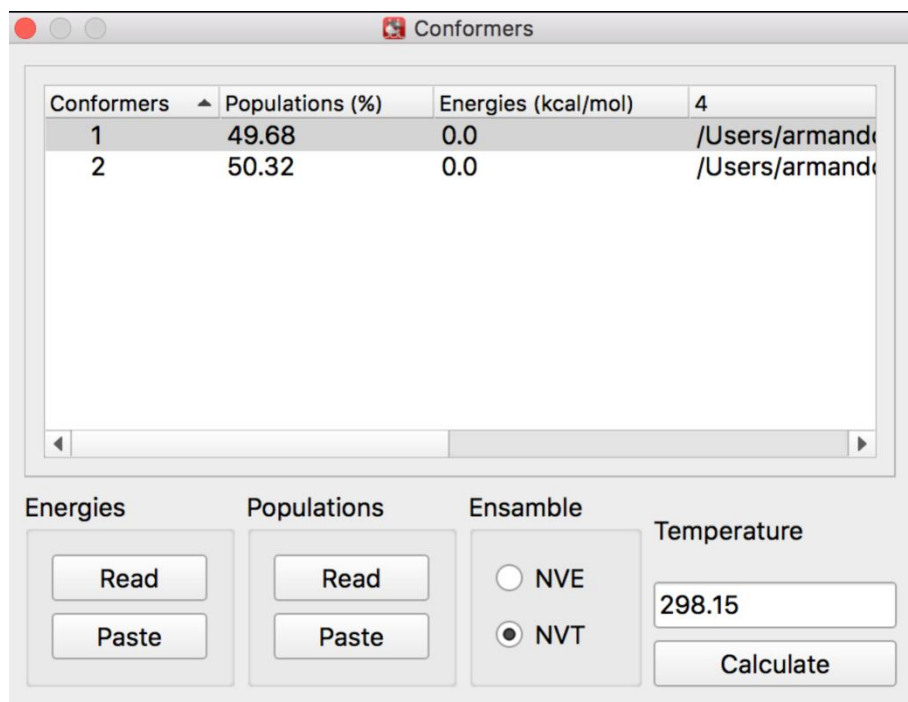 Conformers
Conformers Populations (%) Energies (kcal/mol) 4
1 49.68 0.0 /Users/armand
2 50.32 0.0 /Users/armand
Energies Populations Ensamble Temperature
Read Read NVE 298.15
Paste Paste NVT Calculate